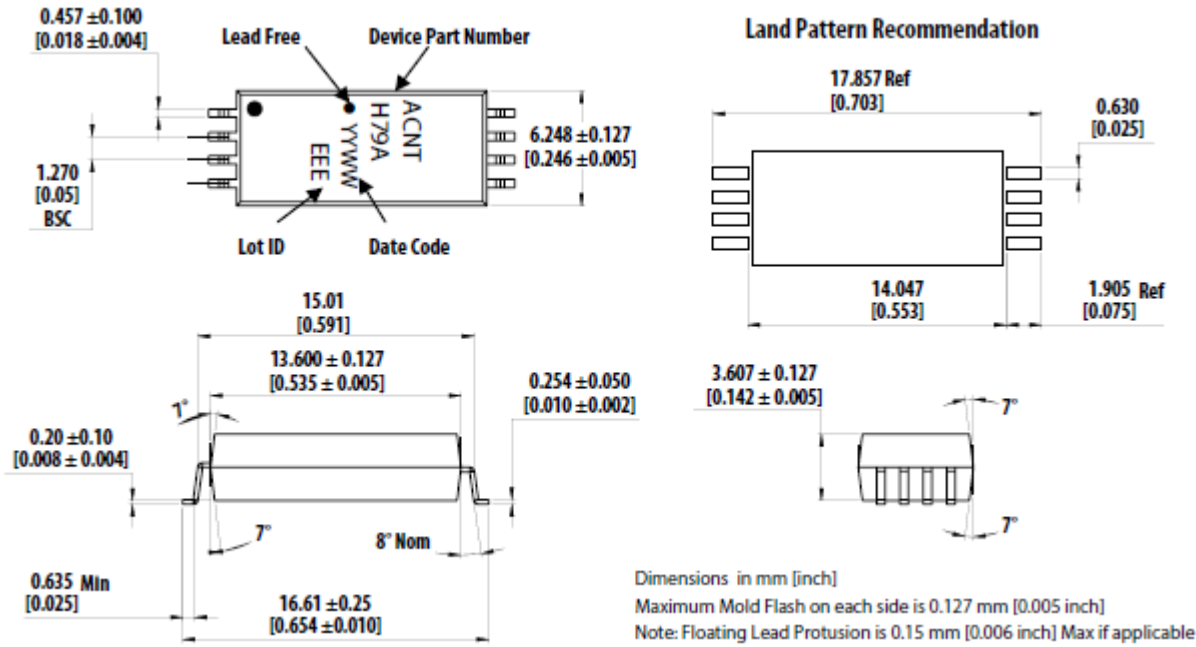 0.457 ±0.100
[0.018 ±0.004]
Lead Free
Device Part Number
ACNT
H79A
YYWW
EEE
6.248 ±0.127
[0.246 ±0.005]
1.270
[0.05]
BSC
Lot ID
Date Code
Land Pattern Recommendation
17.857 Ref
[0.703]
0.630
[0.025]
14.047
[0.553]
1.905 Ref
[0.075]
15.01
[0.591]
13.600 ± 0.127
[0.535 ± 0.005]
0.254 ±0.050
[0.010 ±0.002]
7°
0.20 ±0.10
[0.008 ± 0.004]
7°
8° Nom
0.635 Min
[0.025]
16.61 ±0.25
[0.654 ±0.010]
3.607 ± 0.127
[0.142 ± 0.005]
7°
7°
Dimensions in mm [inch]
Maximum Mold Flash on each side is 0.127 mm [0.005 inch]
Note: Floating Lead Protusion is 0.15 mm [0.006 inch] Max if applicable